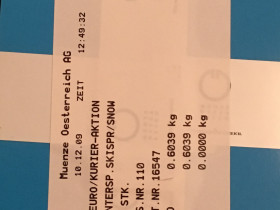 Muenze Oesterreich AG
10.12.09 ZEIT 12:49:32
EURO/KURIER-AKTION
INTERSP.SKISPR/SNOW
STK.
S.NR.110
T.NR.16547
0.6039 kg
0.6039 kg
0.0000 kg